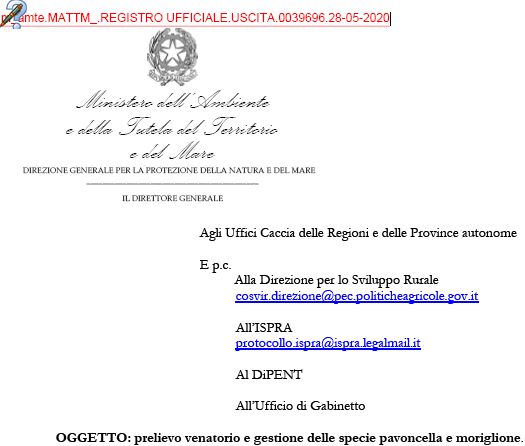 amte.MATTM_.REGISTRO UFFICIALE.USCITA.0039696.28-05-2020
Ministero dell'Ambiente
e della Tutela del Territorio
e del Mare
DIREZIONE GENERALE PER LA PROTEZIONE DELLA NATURA E DEL MARE
IL DIRETTORE GENERALE
Agli Uffici Caccia delle Regioni e delle Province autonome
E p.c.
Alla Direzione per lo Sviluppo Rurale
cosvir.direzione@pec.politicheagricole.gov.it
All'ISPRA
protocollo.ispra@ispra.legalmail.it
Al DiPENT
All'Ufficio di Gabinetto
OGGETTO: prelievo venatorio e gestione delle specie pavoncella e moriglione.